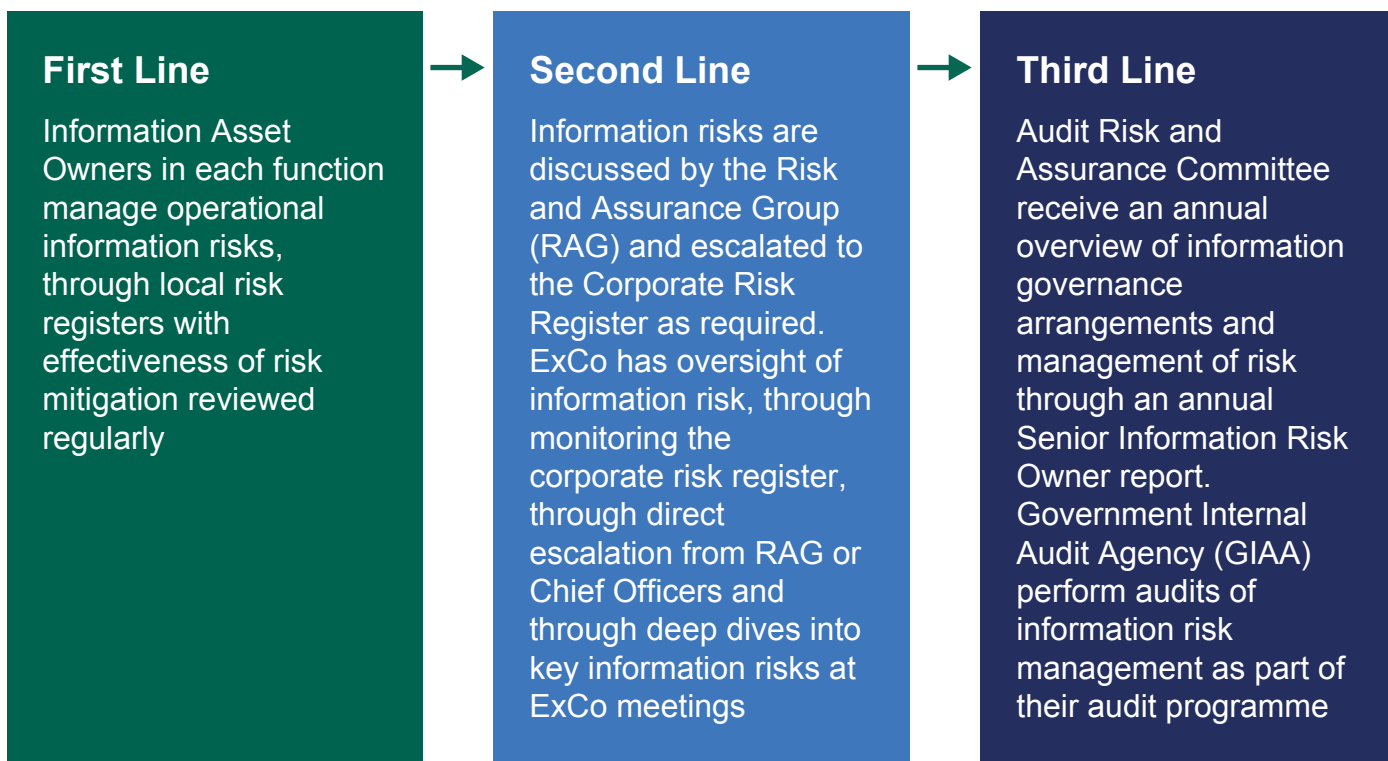 First Line
Information Asset
Owners in each function
manage operational
information risks,
through local risk
registers with
effectiveness of risk
mitigation reviewed
regularly
Second Line
Information risks are
discussed by the Risk
and Assurance Group
(RAG) and escalated to
the Corporate Risk
Register as required.
ExCo has oversight of
information risk, through
monitoring the
corporate risk register,
through direct
escalation from RAG or
Chief Officers and
through deep dives into
key information risks at
ExCo meetings
Third Line
Audit Risk and
Assurance Committee
receive an annual
overview of information
governance
arrangements and
management of risk
through an annual
Senior Information Risk
Owner report.
Government Internal
Audit Agency (GIAA)
perform audits of
information risk
management as part of
their audit programme